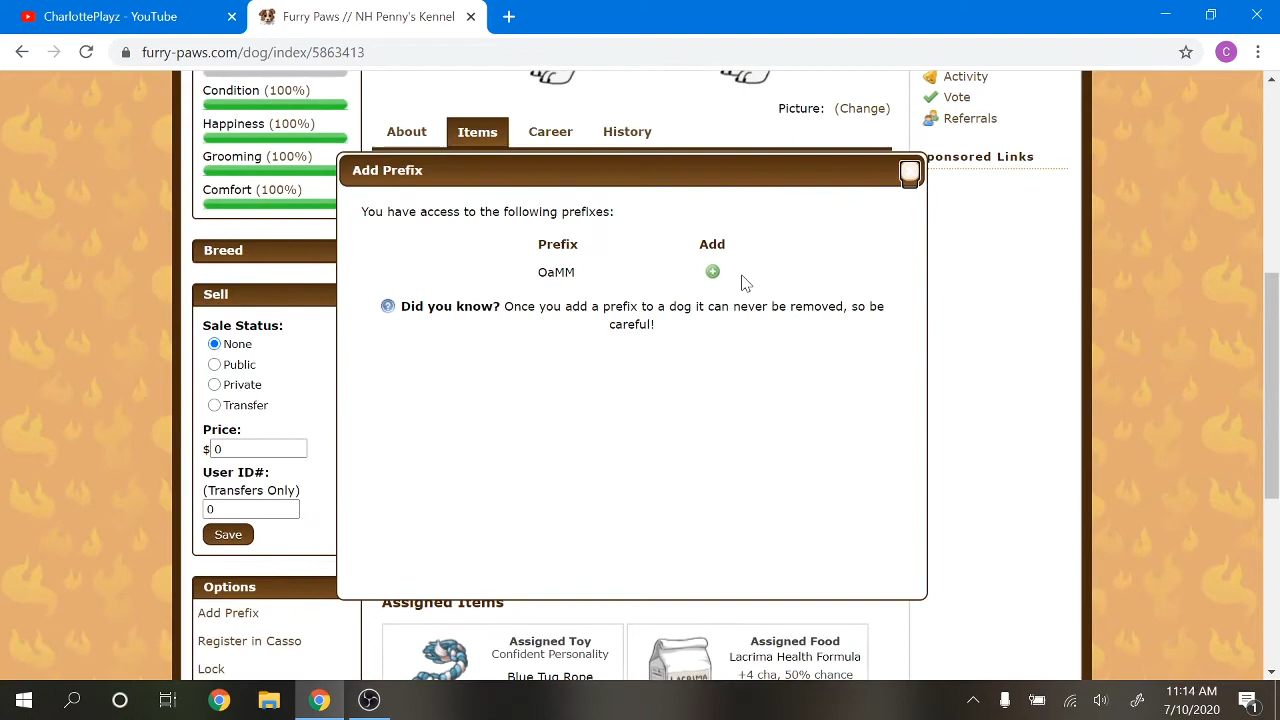 CharlottePlayz - YouTube
Furry Paws // NH Penny's Kennel
furry-paws.com/dog/index/5863413
C
Condition (100%)
Happiness (100%)
Grooming (100%)
Comfort (100%)
Breed
Sell
Sale Status:
None
Public
Private
Transfer
Price:
$ 0
User ID#:
(Transfers Only)
0
Save
Options
Add Prefix
Register in Casso
Lock
Picture: (Change)
About Items Career History
Add Prefix
You have access to the following prefixes:
Prefix Add
OaMM
Did you know? Once you add a prefix to a dog it can never be removed, so be
careful!
Assigned Items
Assigned Toy
Confident Personality
Blue Tug Rope
Assigned Food
Lacrima Health Formula
+4 cha, 50% chance
LACRIMA
Activity
Vote
Referrals
ponsored Links
11:14 AM
7/10/2020
1